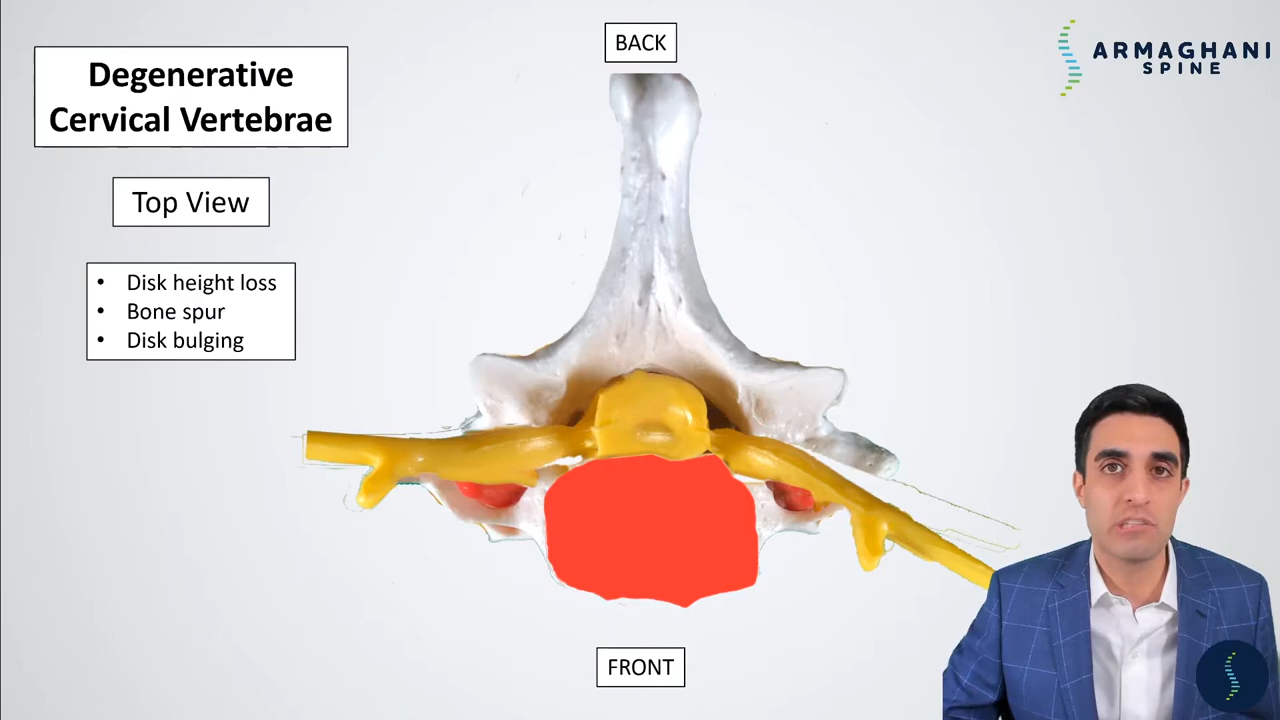 BACK
ARMAGHANI
SPINE
Degenerative
Cervical Vertebrae
Top View
• Disk height loss
• Bone spur
• Disk bulging
FRONT